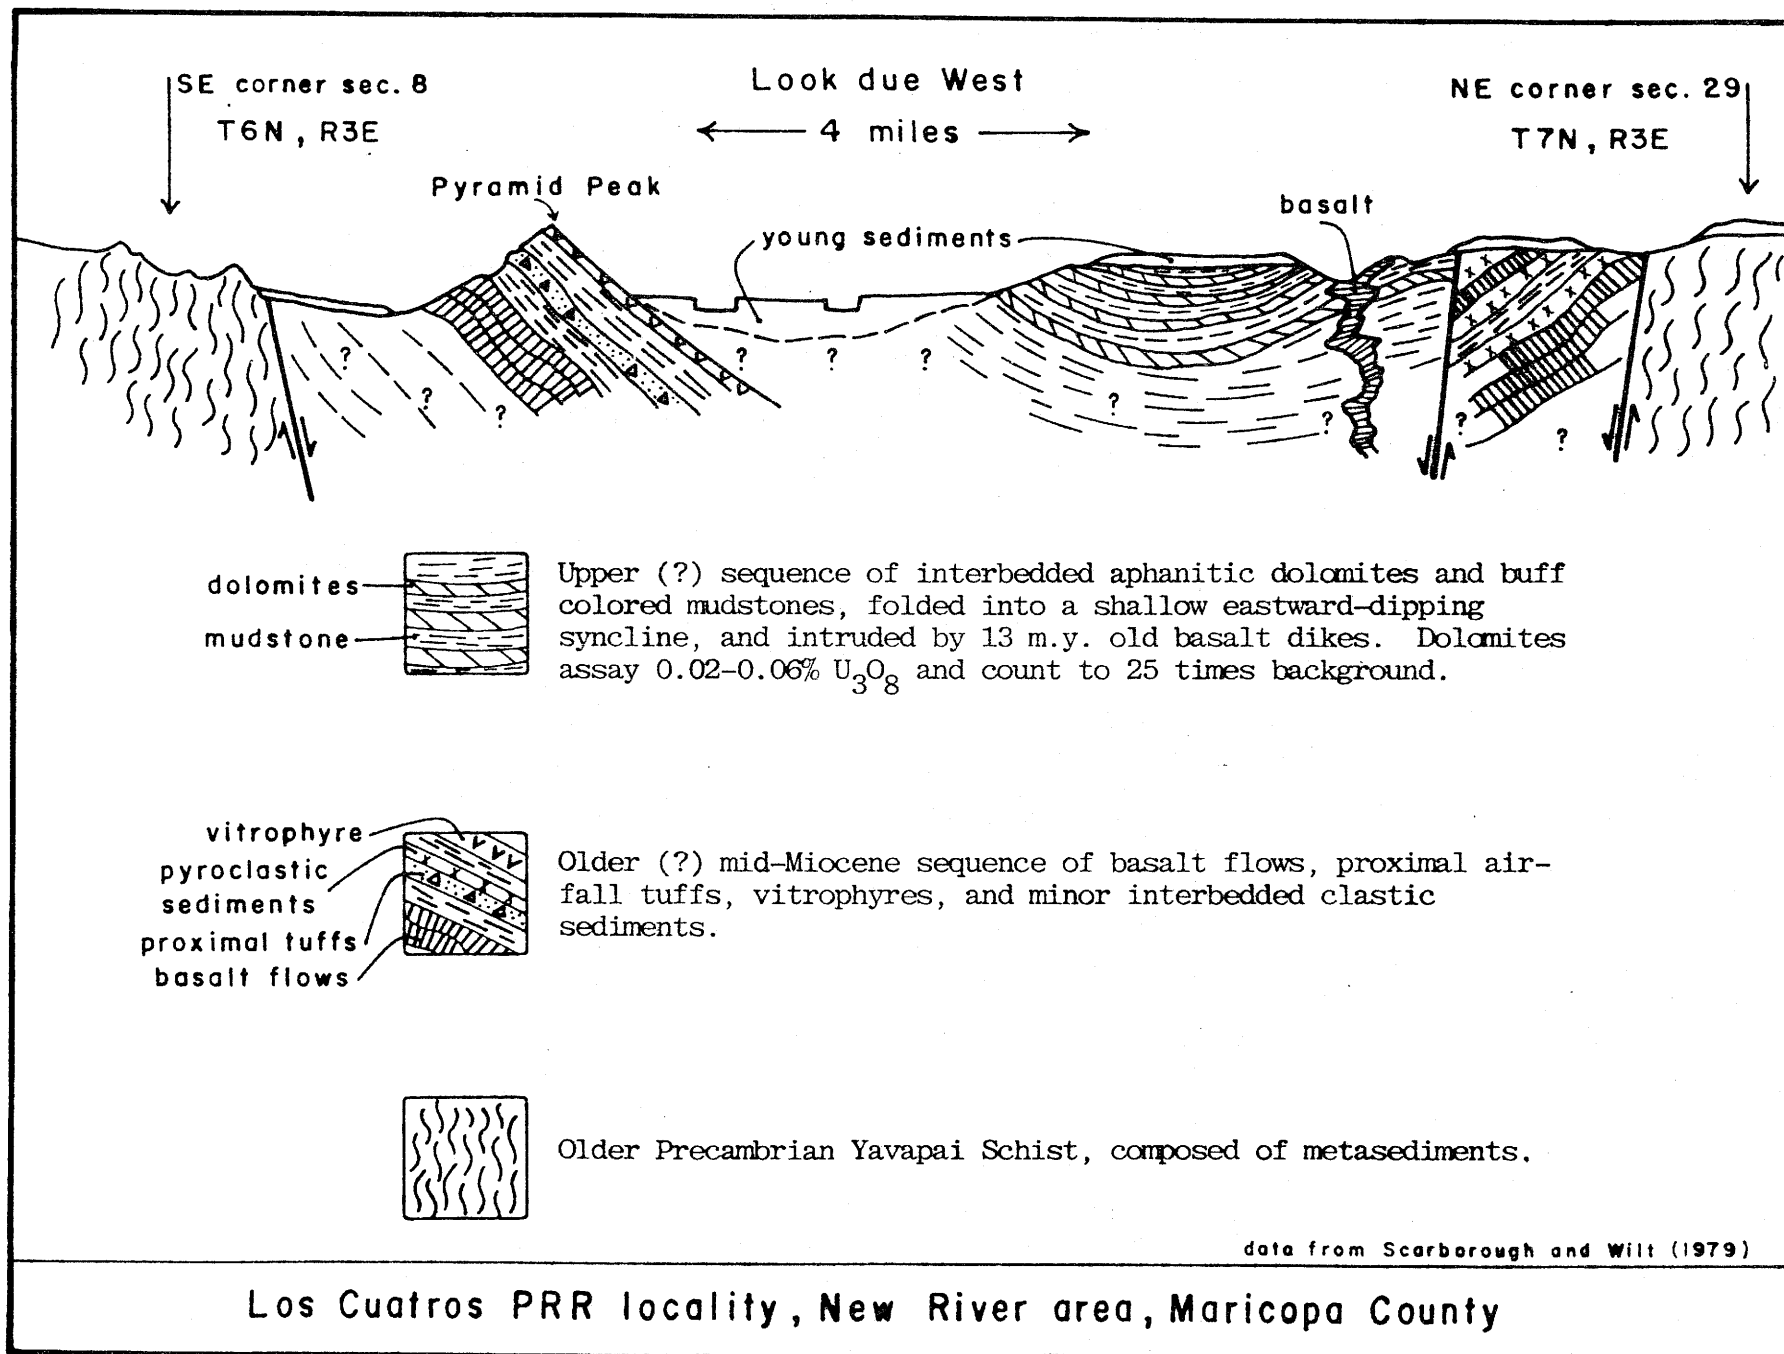 SE corner sec. 8
T6N, R3E
Look due West
4 miles
NE corner sec. 29
T7N, R3E
Pyramid Peak
basalt
young sediments
?
?
?
?
?
?
?
?
?
?
dolomites
mudstone
Upper (?) sequence of interbedded aphanitic dolomites and buff
colored mudstones, folded into a shallow eastward-dipping
syncline, and intruded by 13 m.y. old basalt dikes. Dolomites
assay 0.02-0.06% U3O8 and count to 25 times background.
vitrophyre
pyroclastic
sediments
proximal tuffs
basalt flows
Older (?) mid-Miocene sequence of basalt flows, proximal air-
fall tuffs, vitrophyres, and minor interbedded clastic
sediments.
Older Precambrian Yavapai Schist, composed of metasediments.
data from Scarborough and Wilt (1979)
Los Cuatros PRR locality, New River area, Maricopa County